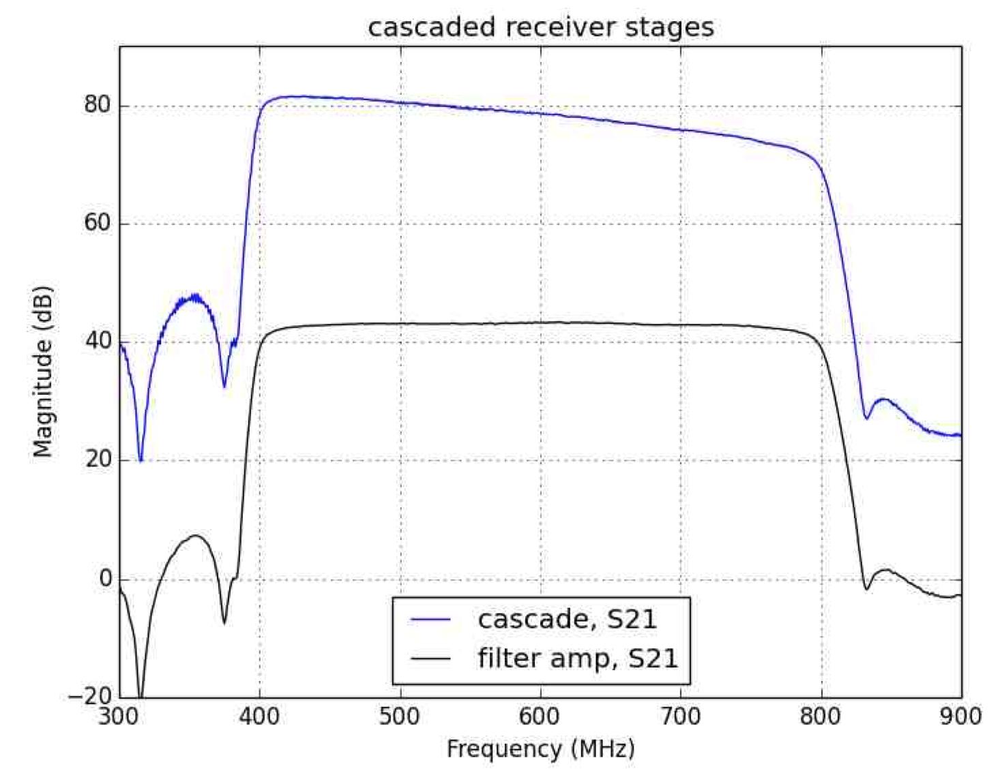 cascaded receiver stages
Magnitude (dB)
80
60
40
20
0
−20
300 400 500 600 700 800 900
Frequency (MHz)
cascade, S21
filter amp, S21